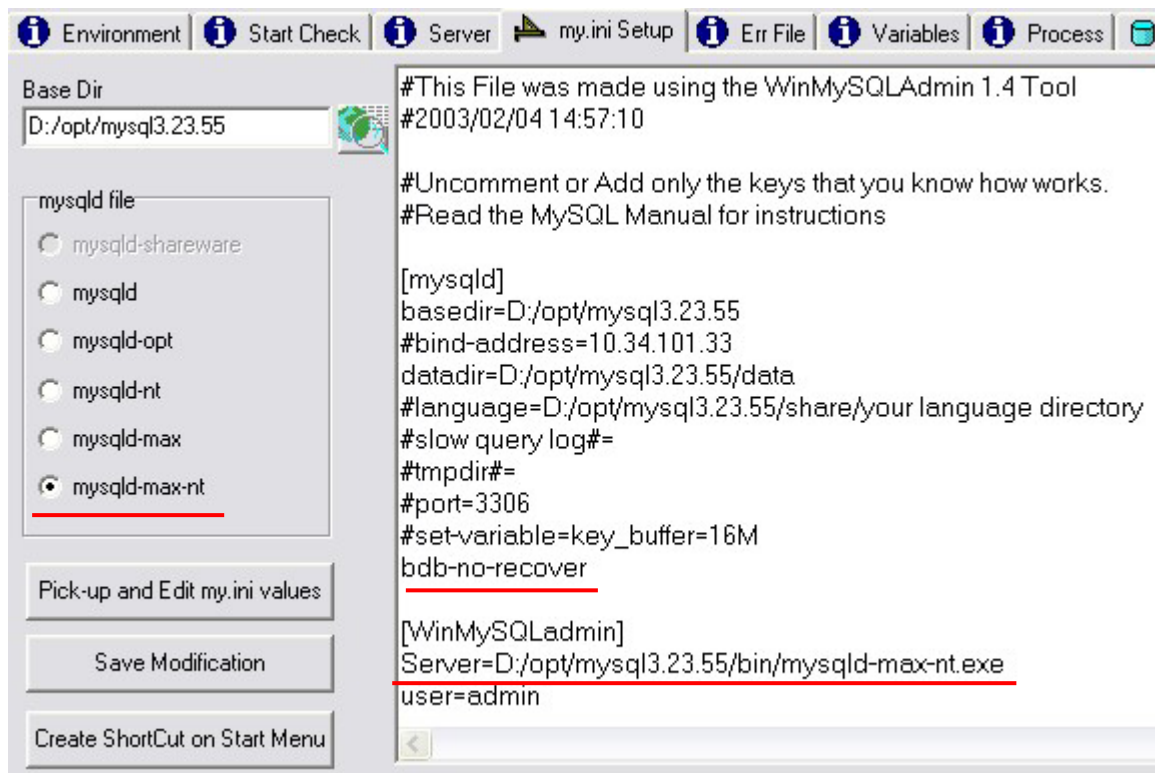 Environment
Start Check
Server
my.ini Setup
Err File
Variables
Process
Base Dir
D:/opt/mysql3.23.55
mysqld file
mysqld-shareware
mysqld
mysqld-opt
mysqld-nt
mysqld-max
mysqld-max-nt
Pick-up and Edit my.ini values
Save Modification
Create ShortCut on Start Menu
#This File was made using the WinMySQLAdmin 1.4 Tool
#2003/02/04 14:57:10
#Uncomment or Add only the keys that you know how works.
#Read the MySQL Manual for instructions
[mysqld]
basedir=D:/opt/mysql3.23.55
#bind-address=10.34.101.33
datadir=D:/opt/mysql3.23.55/data
#language=D:/opt/mysql3.23.55/share/your language directory
#slow query log#=
#tmpdir#=
#port=3306
#set-variable=key_buffer=16M
bdb-no-recover
[WinMySQLadmin]
Server=D:/opt/mysql3.23.55/bin/mysqld-max-nt.exe
user=admin